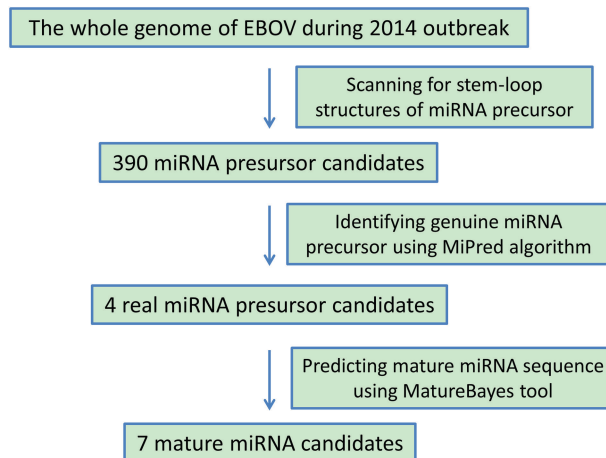 The whole genome of EBOV during 2014 outbreak
Scanning for stem-loop
structures of miRNA precursor
390 miRNA presursor candidates
Identifying genuine miRNA
precursor using MiPred algorithm
4 real miRNA presursor candidates
Predicting mature miRNA sequence
using MatureBayes tool
7 mature miRNA candidates